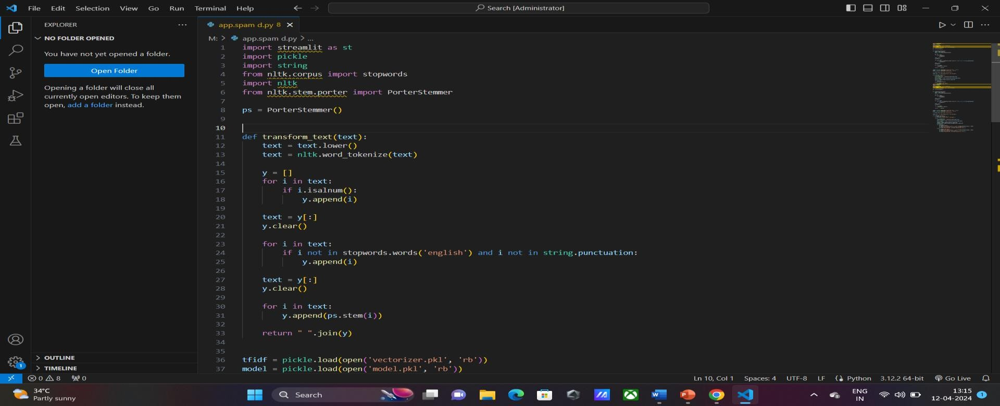 File Edit Selection View Go Run Terminal Help
Search [Administrator]
EXPLORER
NO FOLDER OPENED
You have not yet opened a folder.
Open Folder
Opening a folder will close all
currently open editors. To keep them
open, add a folder instead.
OUTLINE
TIMELINE
app.spam d.py 8
M: > app.spam d.py > ...
1 import streamlit as st
2 import pickle
3 import string
4 from nltk.corpus import stopwords
5 import nltk
6 from nltk.stem.porter import PorterStemmer
7
8 ps = PorterStemmer()
9
10
11 def transform_text(text):
12 text = text.lower()
13 text = nltk.word_tokenize(text)
14
15 y = []
16 for i in text:
17 if i.isalnum():
18 y.append(i)
19
20 text = y[:]
21 y.clear()
22
23 for i in text:
24 if i not in stopwords.words('english') and i not in string.punctuation:
25 y.append(i)
26
27 text = y[:]
28 y.clear()
29
30 for i in text:
31 y.append(ps.stem(i))
32
33 return " ".join(y)
34
35
36 tfidf = pickle.load(open('vectorizer.pkl', 'rb'))
37 model = pickle.load(open('model.pkl', 'rb'))
1
0 8 0
Ln 10, Col 1 Spaces: 4 UTF-8 LF Python 3.12.2 64-bit Go Live
34°C
Partly sunny
Search
ENG
IN
13:15
12-04-2024
1